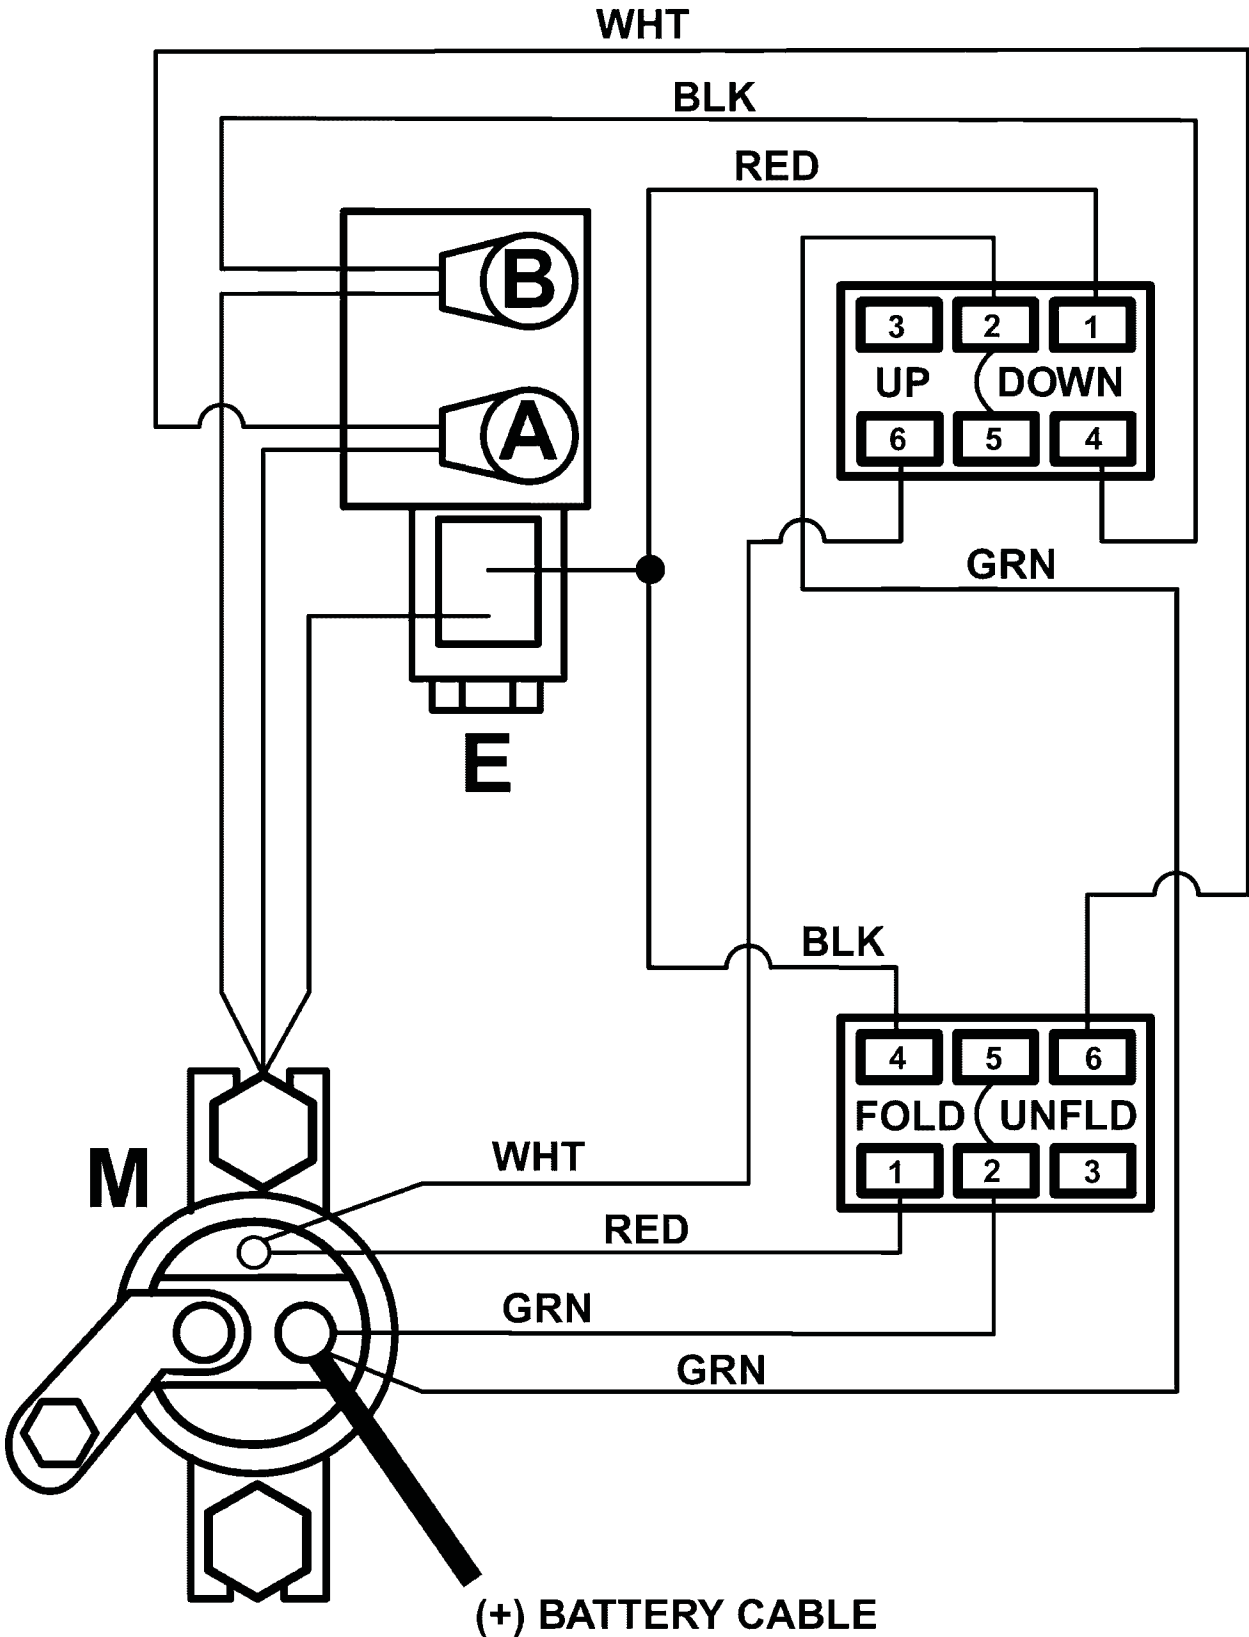 WHT
BLK
RED
B
3 2 1
UP DOWN
A
6 5 4
GRN
E
BLK
4 5 6
FOLD UNFLD
M
WHT
1 2 3
RED
GRN
GRN
(+) BATTERY CABLE